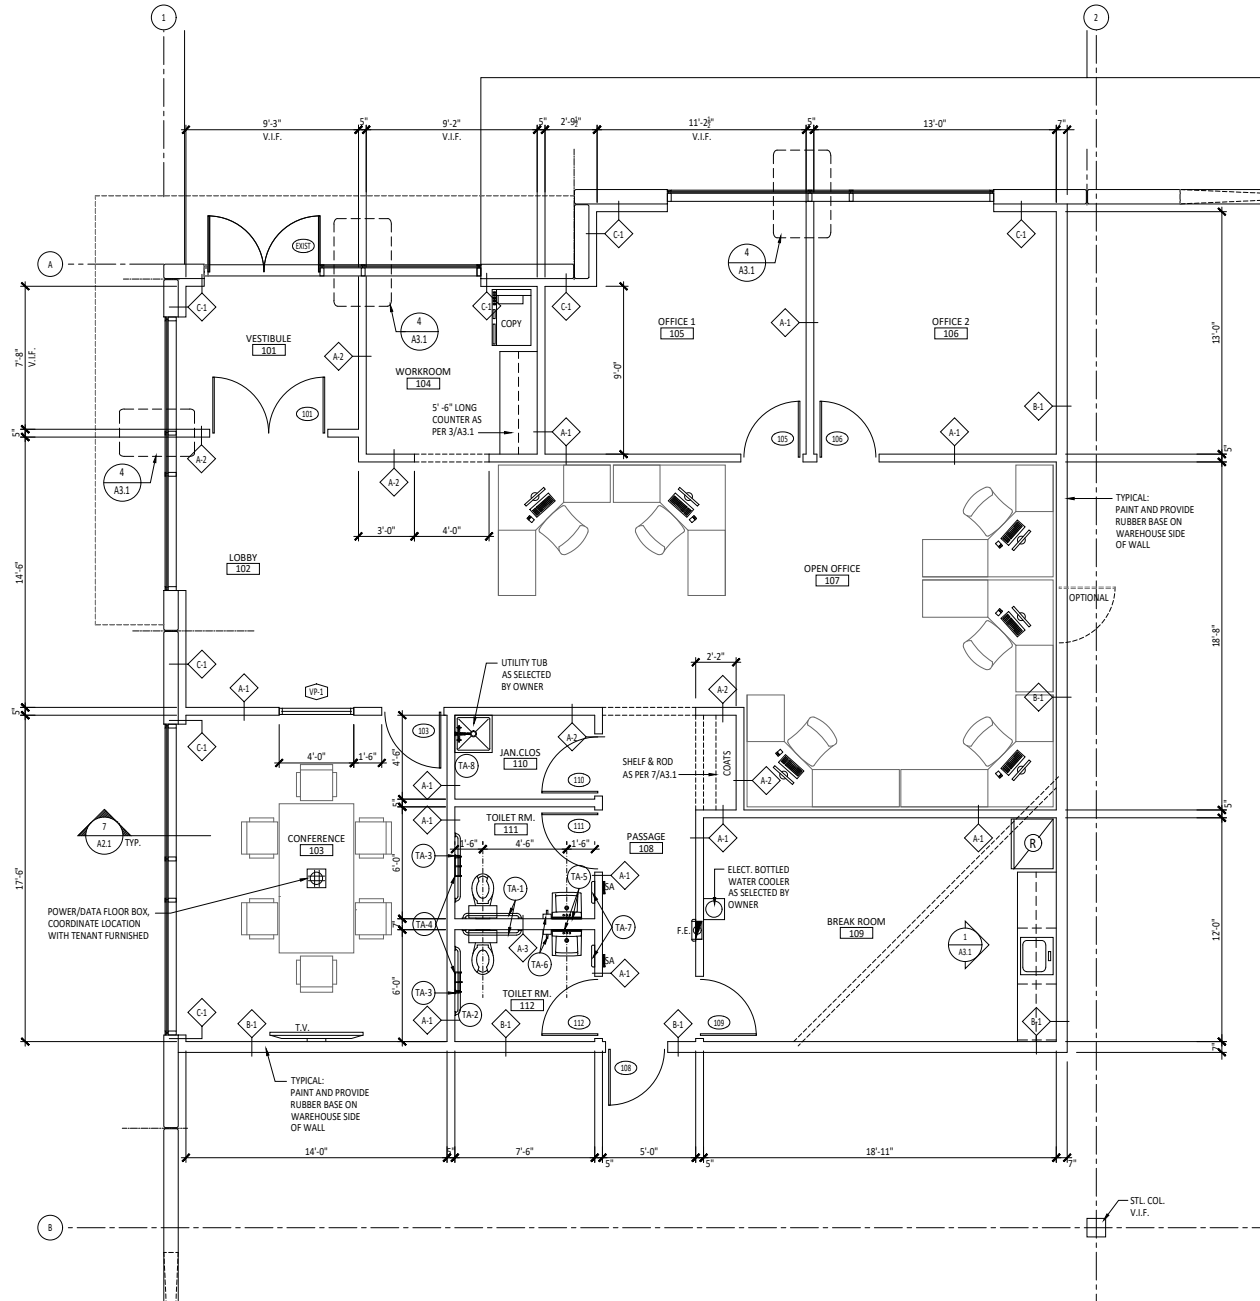 1
2
9'-3"
V.I.F.
5"
9'-2"
V.I.F.
5"
2'-9½"
11'-2½"
V.I.F.
5"
13'-0"
7"
A
EXIST
C-1
C-1
C-1
C-1
C-1
4
A3.1
4
A3.1
VESTIBULE
101
A-2
WORKROOM
104
COPY
5' -6" LONG
COUNTER AS
PER 3/A3.1
OFFICE 1
105
A-1
OFFICE 2
106
9'-0"
13'-0"
7'-8"
V.I.F.
5"
101
A-2
4
A3.1
A-1
A-2
105
106
A-1
B-1
5"
TYPICAL:
PAINT AND PROVIDE
RUBBER BASE ON
WAREHOUSE SIDE
OF WALL
3'-0"
4'-0"
LOBBY
102
14'-6"
OPEN OFFICE
107
OPTIONAL
18'-8"
C-1
A-1
VP-1
UTILITY TUB
AS SELECTED
BY OWNER
2'-2"
A-2
B-1
5"
C-1
4'-0"
1'-6"
103
4'-6"
JAN.CLOS
110
A-2
TA-8
A-1
110
SHELF & ROD
AS PER 7/A3.1
COATS
A-2
5"
7
A2.1
TYP.
CONFERENCE
103
5"
A-1
TOILET RM.
111
111
PASSAGE
108
A-1
A-1
5"
R
1'-6"
4'-6"
1'-6"
TA-3
6'-0"
TA-1
TA-5
A-1
SA
ELECT. BOTTLED
WATER COOLER
AS SELECTED BY
OWNER
17'-6"
POWER/DATA FLOOR BOX,
COORDINATE LOCATION
WITH TENANT FURNISHED
TA-4
7"
TA-7
F.E.
BREAK ROOM
109
1
A3.1
12'-0"
A-3
TA-6
SA
A-1
TA-3
6'-0"
TOILET RM.
112
C-1
B-1
T.V.
A-1
TA-2
B-1
112
B-1
109
B-1
7"
108
TYPICAL:
PAINT AND PROVIDE
RUBBER BASE ON
WAREHOUSE SIDE
OF WALL
14'-0"
5"
7'-6"
5"
5'-0"
5"
18'-11"
7"
B
STL. COL.
V.I.F.